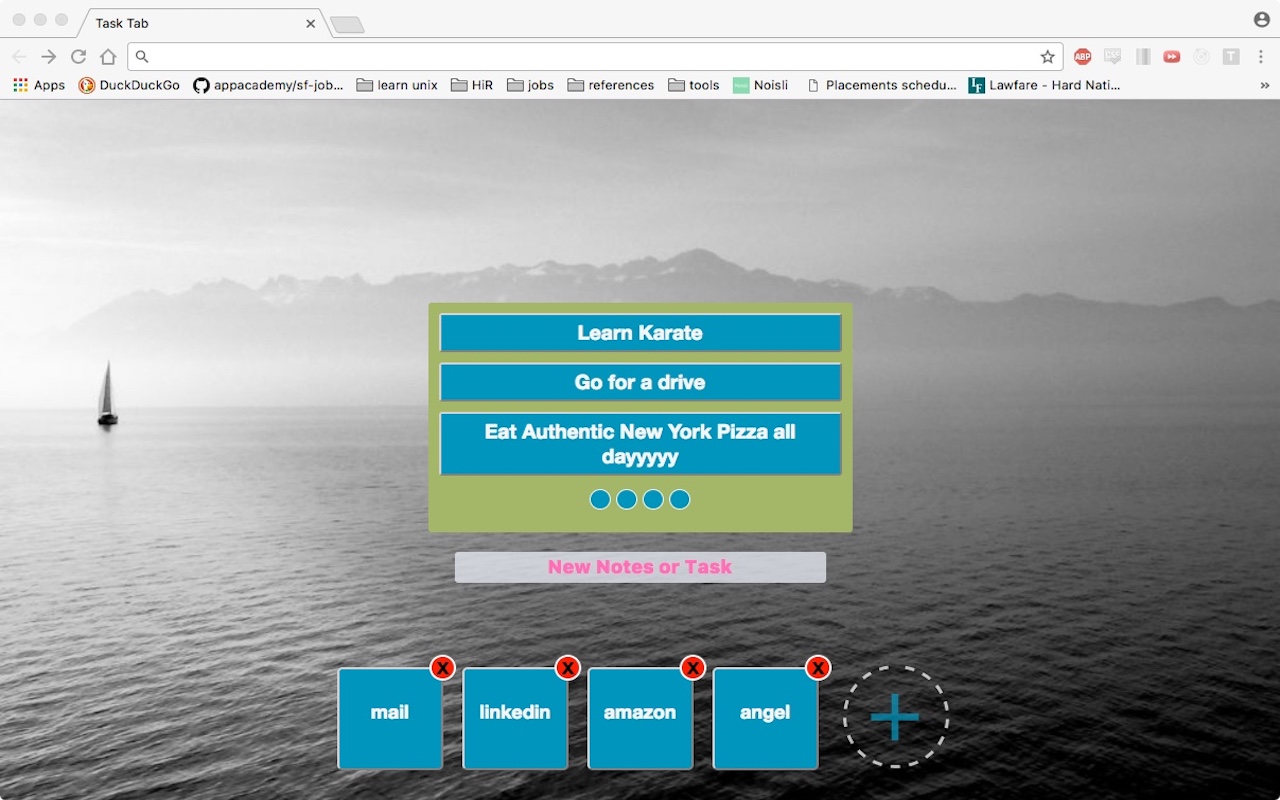 Task Tab
Apps DuckDuckGo appacademy/sf-job... learn unix HiR jobs references tools Noisli Placements schedu... LF Lawfare - Hard Nati... »
ABP
T
Learn Karate
Go for a drive
Eat Authentic New York Pizza all
dayyyyy
New Notes or Task
X X X X
mail linkedin amazon angel